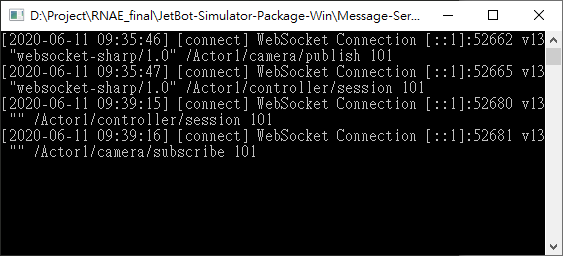 D:\Project\RNAE_final\JetBot-Simulator-Package-Win\Message-Ser...
[2020-06-11 09:35:46] [connect] WebSocket Connection [::1]:52662 v13
"websocket-sharp/1.0" /Actor1/camera/publish 101
[2020-06-11 09:35:47] [connect] WebSocket Connection [::1]:52665 v13
"websocket-sharp/1.0" /Actor1/controller/session 101
[2020-06-11 09:39:15] [connect] WebSocket Connection [::1]:52680 v13
"" /Actor1/controller/session 101
[2020-06-11 09:39:16] [connect] WebSocket Connection [::1]:52681 v13
"" /Actor1/camera/subscribe 101